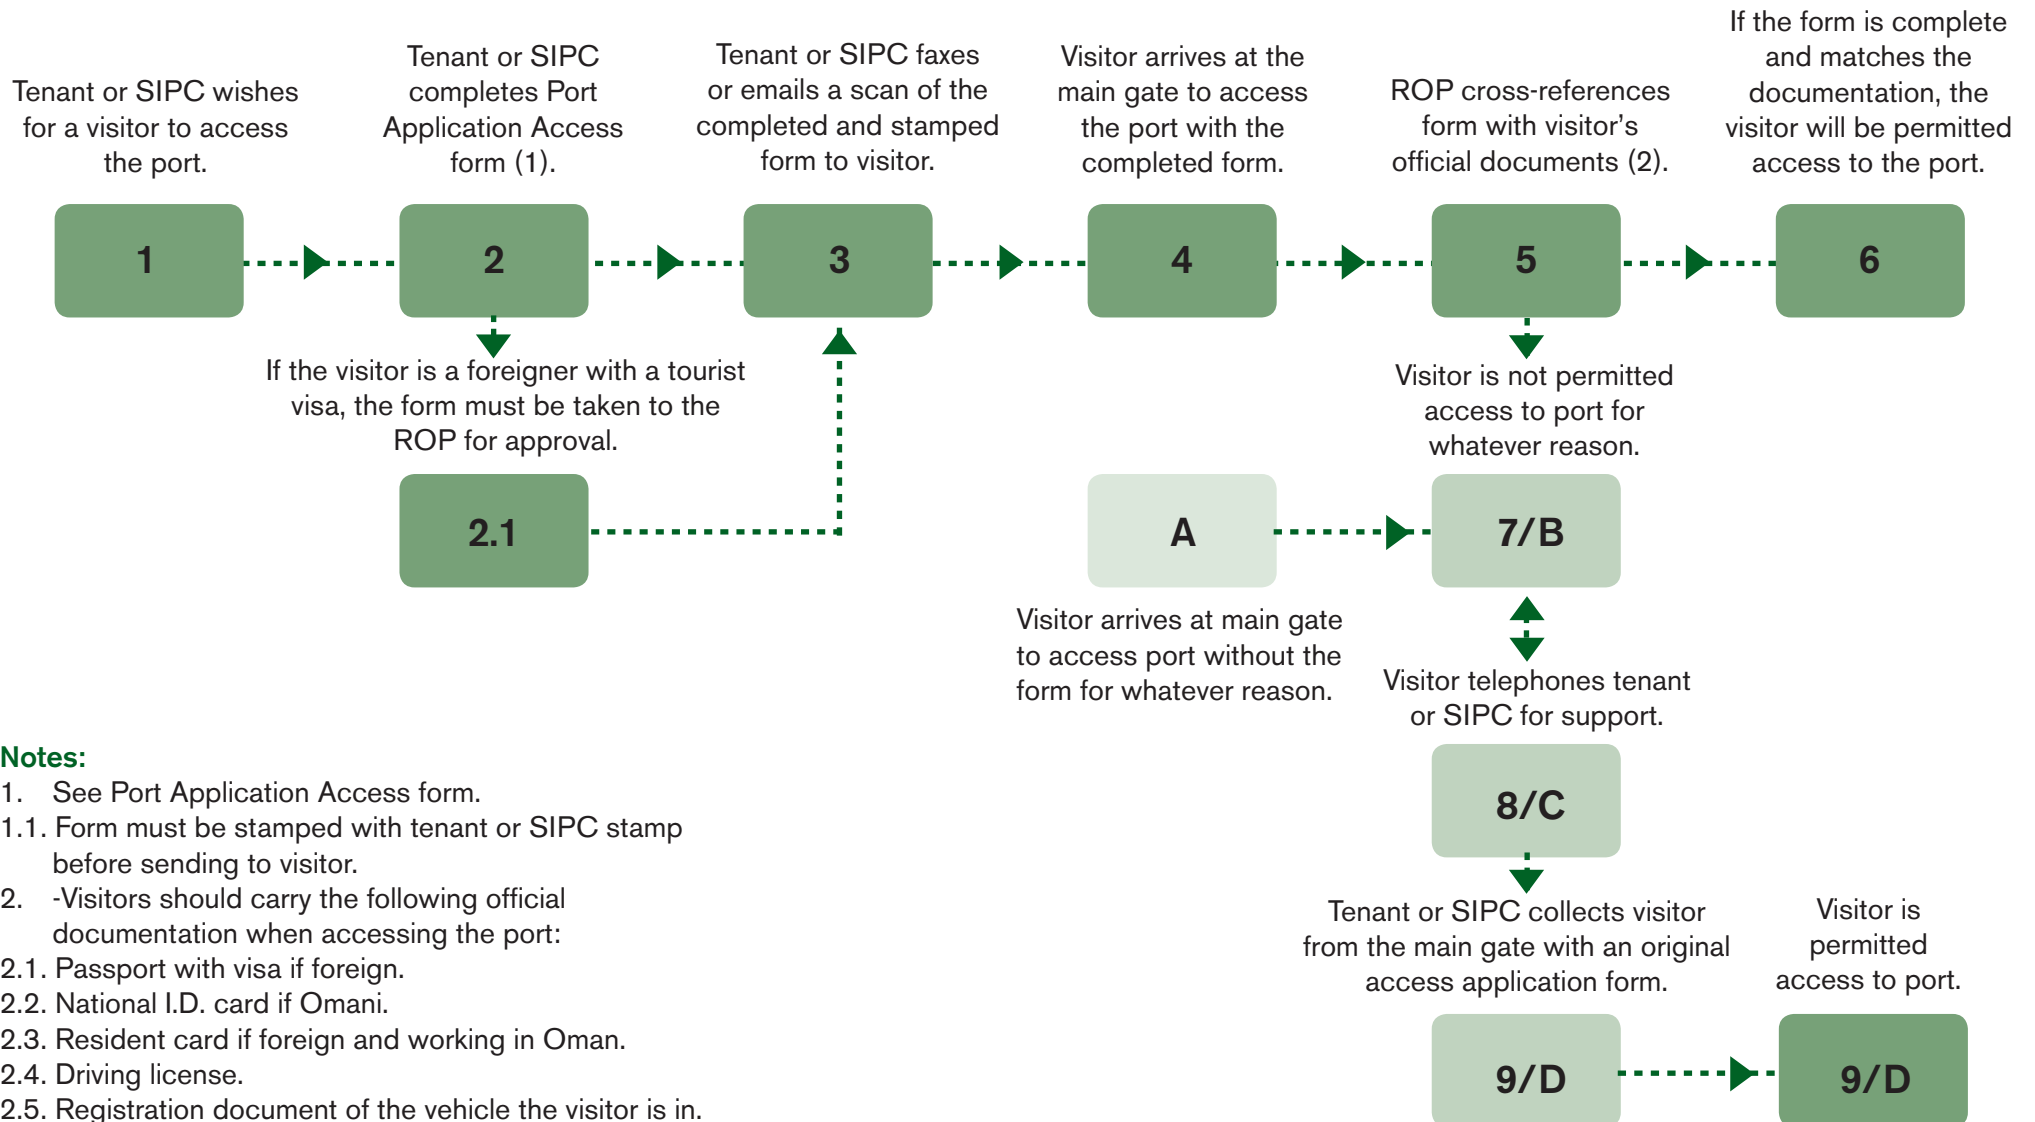 Tenant or SIPC wishes
for a visitor to access
the port.
Tenant or SIPC
completes Port
Application Access
form (1).
Tenant or SIPC faxes
or emails a scan of the
completed and stamped
form to visitor.
Visitor arrives at the
main gate to access
the port with the
completed form.
ROP cross-references
form with visitor’s
official documents (2).
If the form is complete
and matches the
documentation, the
visitor will be permitted
access to the port.
1
2
3
4
5
6
If the visitor is a foreigner with a tourist
visa, the form must be taken to the
ROP for approval.
2.1
Visitor is not permitted
access to port for
whatever reason.
A
7/B
Visitor arrives at main gate
to access port without the
form for whatever reason.
Visitor telephones tenant
or SIPC for support.
8/C
Tenant or SIPC collects visitor
from the main gate with an original
access application form.
Visitor is
permitted
access to port.
9/D
9/D
Notes:
1. See Port Application Access form.
1.1. Form must be stamped with tenant or SIPC stamp
before sending to visitor.
2. -Visitors should carry the following official
documentation when accessing the port:
2.1. Passport with visa if foreign.
2.2. National I.D. card if Omani.
2.3. Resident card if foreign and working in Oman.
2.4. Driving license.
2.5. Registration document of the vehicle the visitor is in.